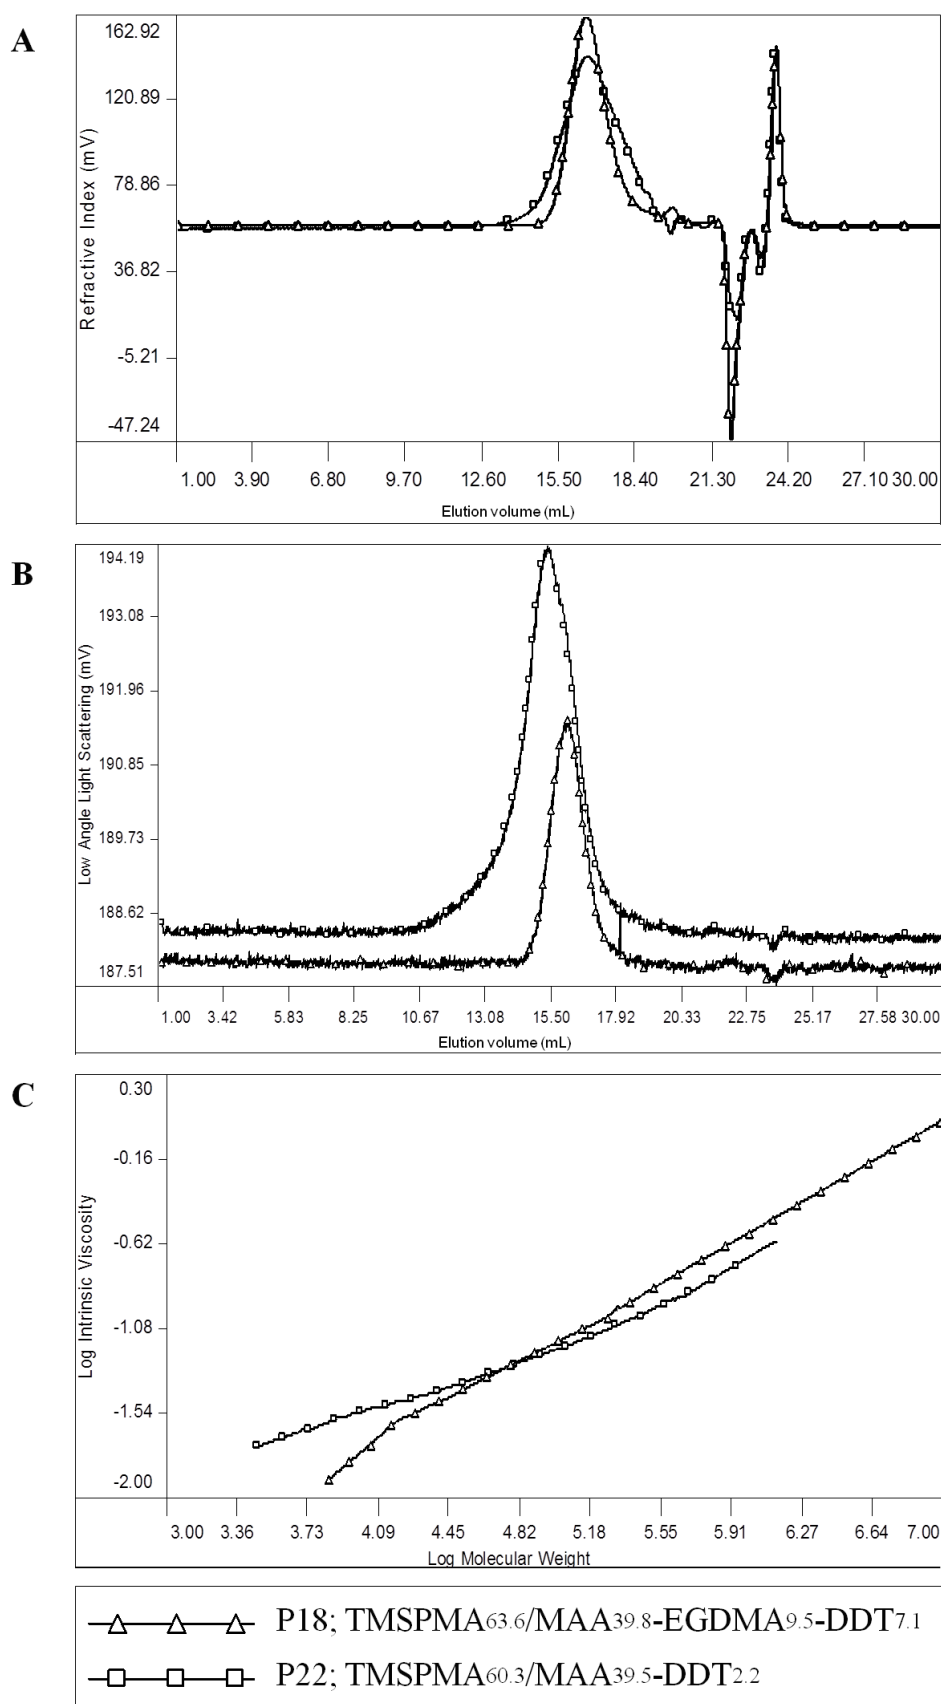 A
162.92
120.89
78.86
36.82
-5.21
-47.24
Refractive Index (mV)
1.00 3.90 6.80 9.70 12.60 15.50 18.40 21.30 24.20 27.10 30.00
Elution volume (mL)
B
194.19
193.08
191.96
190.85
189.73
188.62
187.51
Low Angle Light Scattering (mV)
1.00 3.42 5.83 8.25 10.67 13.08 15.50 17.92 20.33 22.75 25.17 27.58 30.00
Elution volume (mL)
C
0.30
-0.16
-0.62
-1.08
-1.54
-2.00
Log Intrinsic Viscosity
3.00 3.36 3.73 4.09 4.45 4.82 5.18 5.55 5.91 6.27 6.64 7.00
Log Molecular Weight
P18; TMSPMA63.6/MAA39.8-EGDMA9.5-DDT7.1
P22; TMSPMA60.3/MAA39.5-DDT2.2